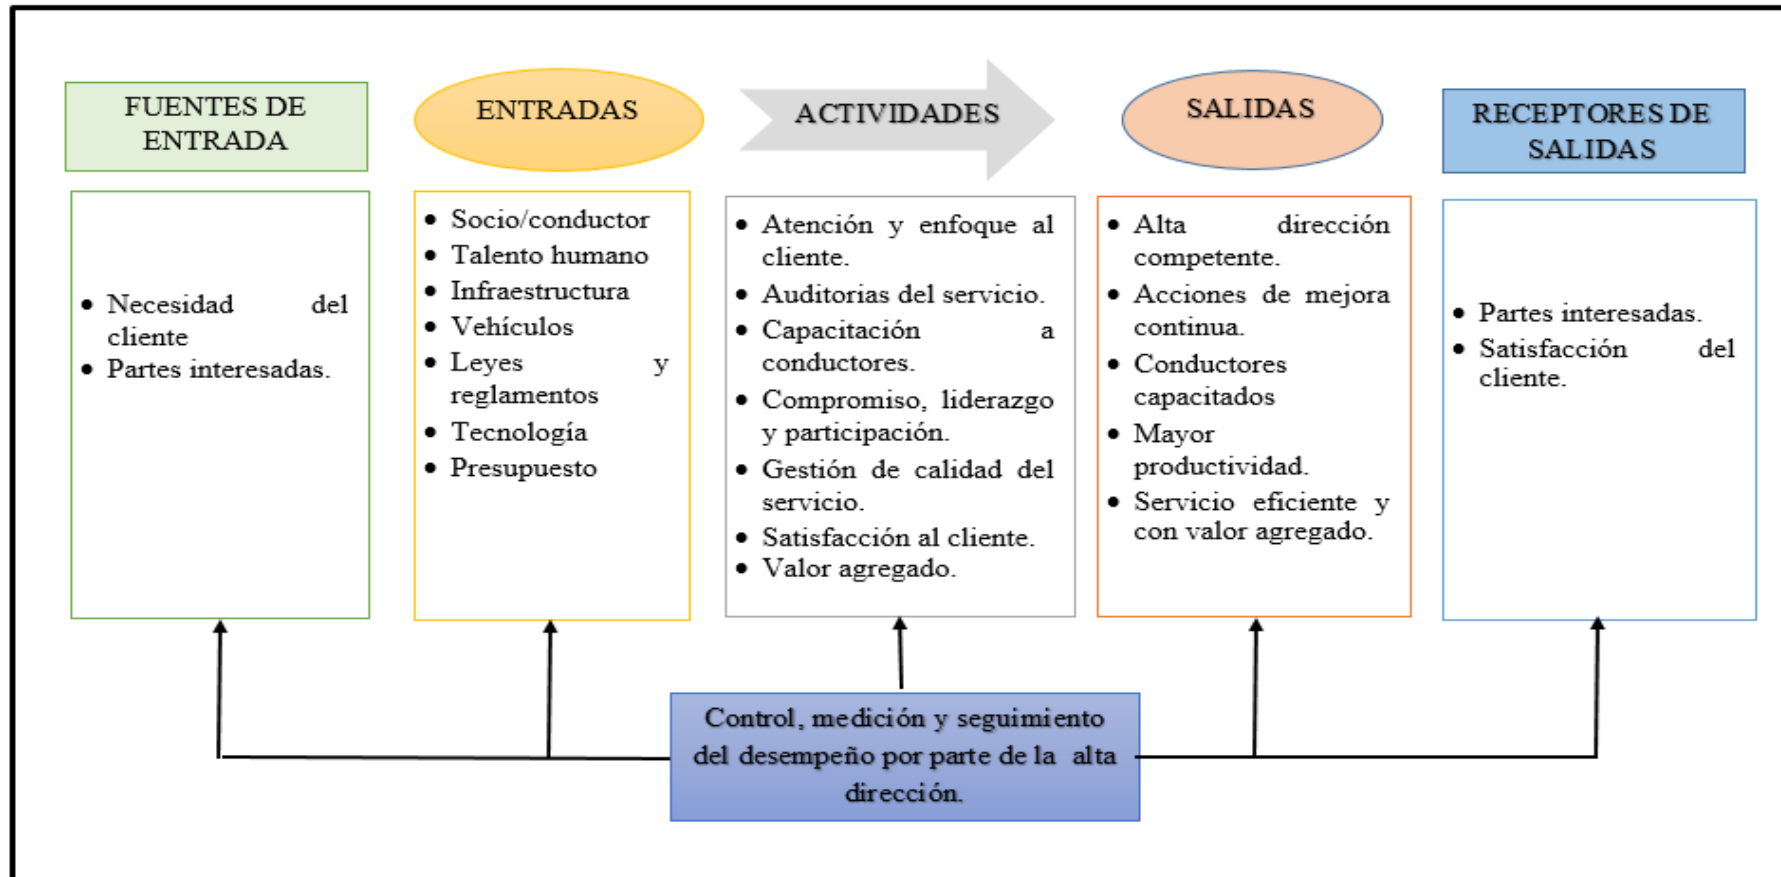 FUENTES DE
ENTRADA
ENTRADAS
ACTIVIDADES
SALIDAS
RECEPTORES DE
SALIDAS
• Necesidad del
cliente
• Partes interesadas.
• Socio/conductor
• Talento humano
• Infraestructura
• Vehículos
• Leyes y
reglamentos
• Tecnología
• Presupuesto
• Atención y enfoque al
cliente.
• Auditorias del servicio.
• Capacitación a
conductores.
• Compromiso, liderazgo
y participación.
• Gestión de calidad del
servicio.
• Satisfacción al cliente.
• Valor agregado.
• Alta dirección
competente.
• Acciones de mejora
continua.
• Conductores
capacitados
• Mayor
productividad.
• Servicio eficiente y
con valor agregado.
• Partes interesadas.
• Satisfacción del
cliente.
Control, medición y seguimiento
del desempeño por parte de la alta
dirección.